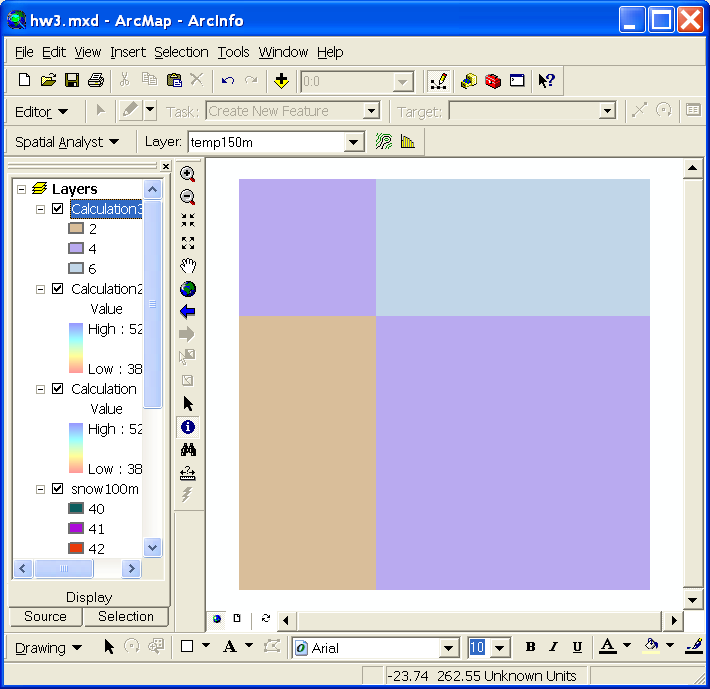 hw3.mxd - ArcMap - ArcInfo
File Edit View Insert Selection Tools Window Help
0:0
Editor Task: Create New Feature Target:
Spatial Analyst Layer: temp150m
Layers
Calculation3
2
4
6
Calculation2
Value
High : 52
Low : 38
Calculation
Value
High : 52
Low : 38
snow100m
40
41
42
Display
Source Selection
Drawing A Arial 10 B I U A
-23.74 262.55 Unknown Units